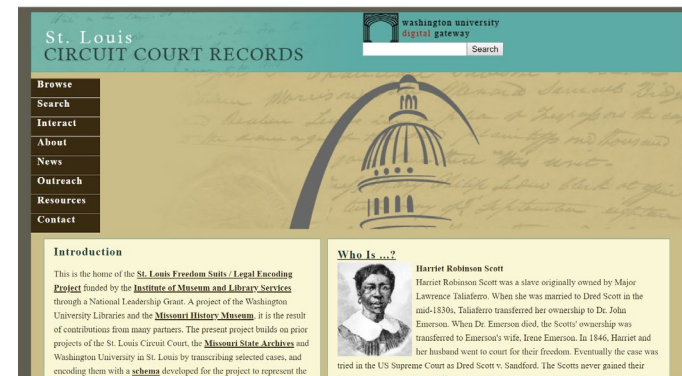 St. Louis
CIRCUIT COURT RECORDS
washington university
digital gateway
Search
Browse
Search
Interact
About
News
Outreach
Resources
Contact
Introduction
This is the home of the St. Louis Freedom Suits / Legal Encoding
Project funded by the Institute of Museum and Library Services
through a National Leadership Grant. A project of the Washington
University Libraries and the Missouri History Museum, it is the result
of contributions from many partners. The present project builds on prior
projects of the St. Louis Circuit Court, the Missouri State Archives and
Washington University in St. Louis by transcribing selected cases, and
encoding them with a schema developed for the project to represent the
Who Is ...?
Harriet Robinson Scott
Harriet Robinson Scott was a slave originally owned by Major
Lawrence Taliaferro. When she was married to Dred Scott in the
mid-1830s, Taliaferro transferred her ownership to Dr. John
Emerson. When Dr. Emerson died, the Scotts' ownership was
transferred to Emerson's wife, Irene Emerson. In 1846, Harriet and
her husband went to court for their freedom. Eventually the case was
tried in the US Supreme Court as Dred Scott v. Sandford. The Scotts never gained their